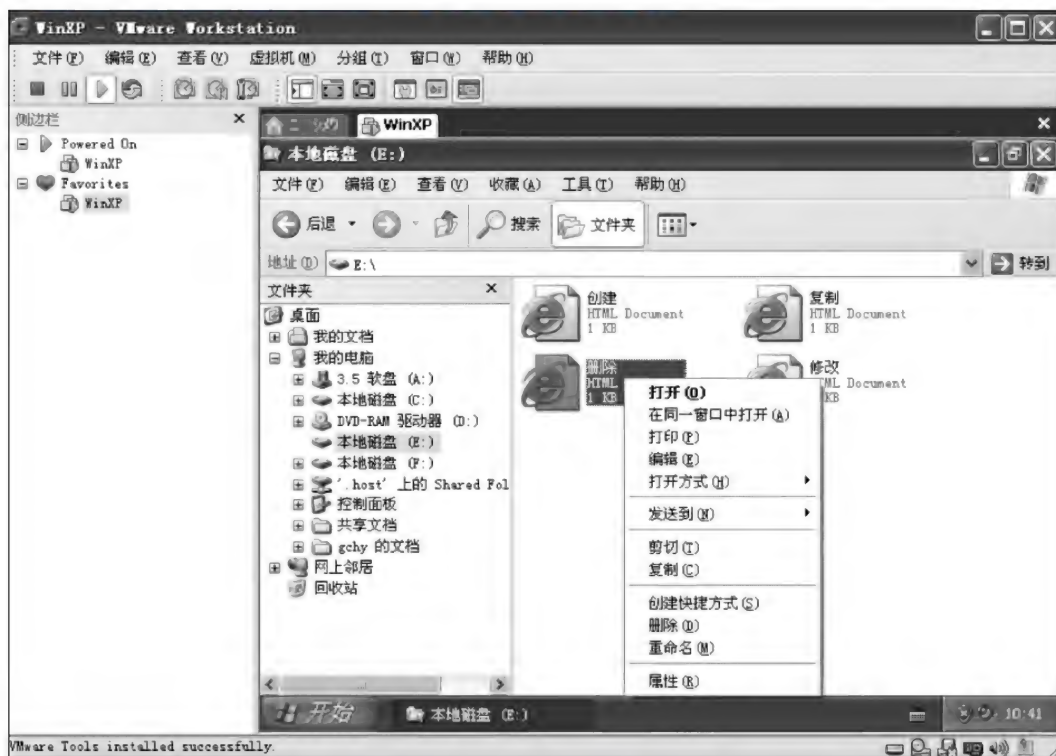 WinXP - VMware Workstation
文件(F) 编辑(E) 查看(V) 虚拟机(M) 分组(T) 窗口(W) 帮助(H)
侧边栏
Powered On
WinXP
Favorites
WinXP
WinXP
本地磁盘 (E:)
文件(F) 编辑(E) 查看(V) 收藏(A) 工具(T) 帮助(H)
后退 搜索 文件夹
地址(D) E:\ 转到
文件夹
桌面
我的文档
我的电脑
3.5 软盘 (A:)
本地磁盘 (C:)
DVD-RAM 驱动器 (D:)
本地磁盘 (E:)
本地磁盘 (F:)
'.host' 上的 Shared Fol
控制面板
共享文档
gchy 的文档
网上邻居
回收站
创建
HTML Document
1 KB
复制
HTML Document
1 KB
删除
HTML
1 KB
修改
HTML Document
KB
打开(O)
在同一窗口中打开(A)
打印(P)
编辑(E)
打开方式(H)
发送到(N)
剪切(T)
复制(C)
创建快捷方式(S)
删除(D)
重命名(M)
属性(R)
开始 本地磁盘 (E:) 10:41
VMware Tools installed successfully.